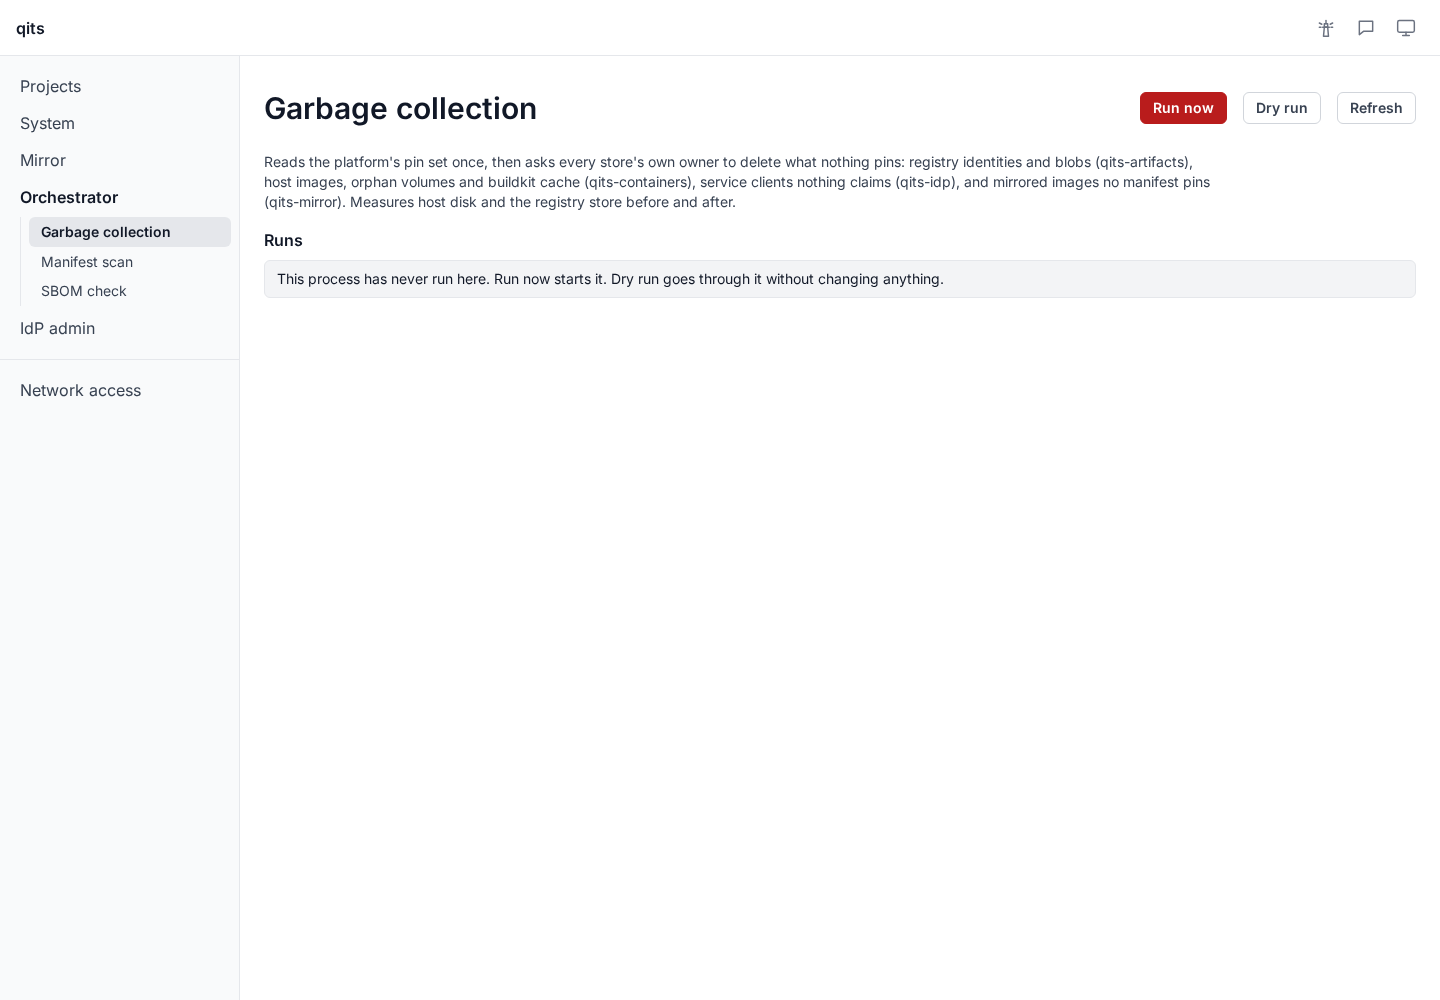 qits
Projects
System
Mirror
Orchestrator
Garbage collection
Manifest scan
SBOM check
IdP admin
Network access
Garbage collection
Run now
Dry run
Refresh
Reads the platform's pin set once, then asks every store's own owner to delete what nothing pins: registry identities and blobs (qits-artifacts),
host images, orphan volumes and buildkit cache (qits-containers), service clients nothing claims (qits-idp), and mirrored images no manifest pins
(qits-mirror). Measures host disk and the registry store before and after.
Runs
This process has never run here. Run now starts it. Dry run goes through it without changing anything.